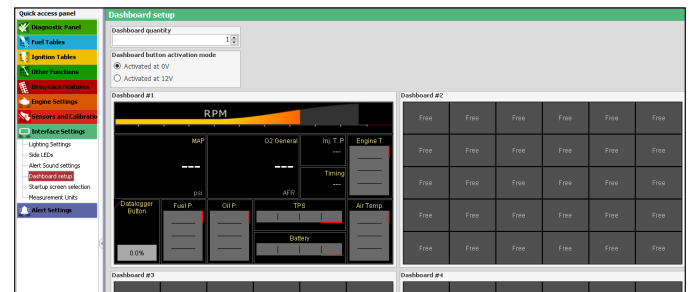 Quick access panel
Diagnostic Panel
Fuel Tables
Ignition Tables
Other Functions
Drag Race Features
Engine Settings
Sensors and Calibratio
Interface Settings
Lighting Settings
Side LEDs
Alert Sound settings
Dashboard setup
Startup screen selection
Measurement Units
Alert Settings
Dashboard setup
Dashboard quantity
1
Dashboard button activation mode
Activated at 0V
Activated at 12V
Dashboard #1
RPM
MAP
---
psi
O2 General
---
AFR
Inj. T. P
---
Timing
---
Engine T.
Datalogger
Button
0.0%
Fuel P.
Oil P.
TPS
Battery
Air Temp.
Dashboard #2
Free Free Free Free Free Free
Free Free Free Free Free Free
Free Free Free Free Free Free
Free Free Free Free Free Free
Free Free Free Free Free Free
Dashboard #3
Dashboard #4